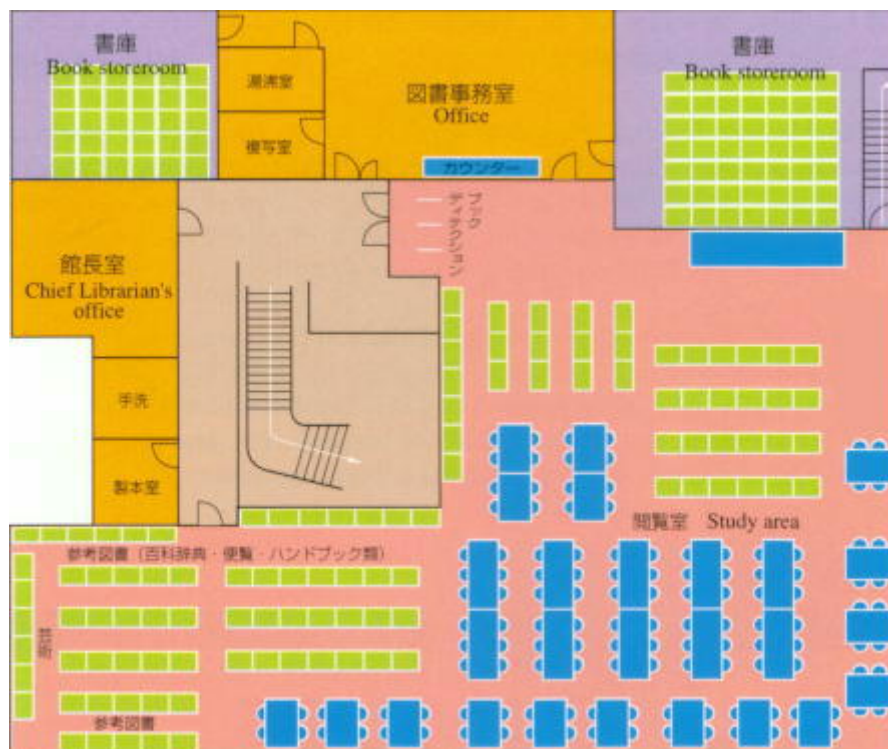 書庫
Book storeroom
湯沸室
複写室
図書事務室
Office
カウンター
書庫
Book storeroom
ブック
ディテクション
館長室
Chief Librarian's
office
手洗
製本室
閲覧室 Study area
参考図書（百科辞典・便覧・ハンドブック類）
芸術
参考図書